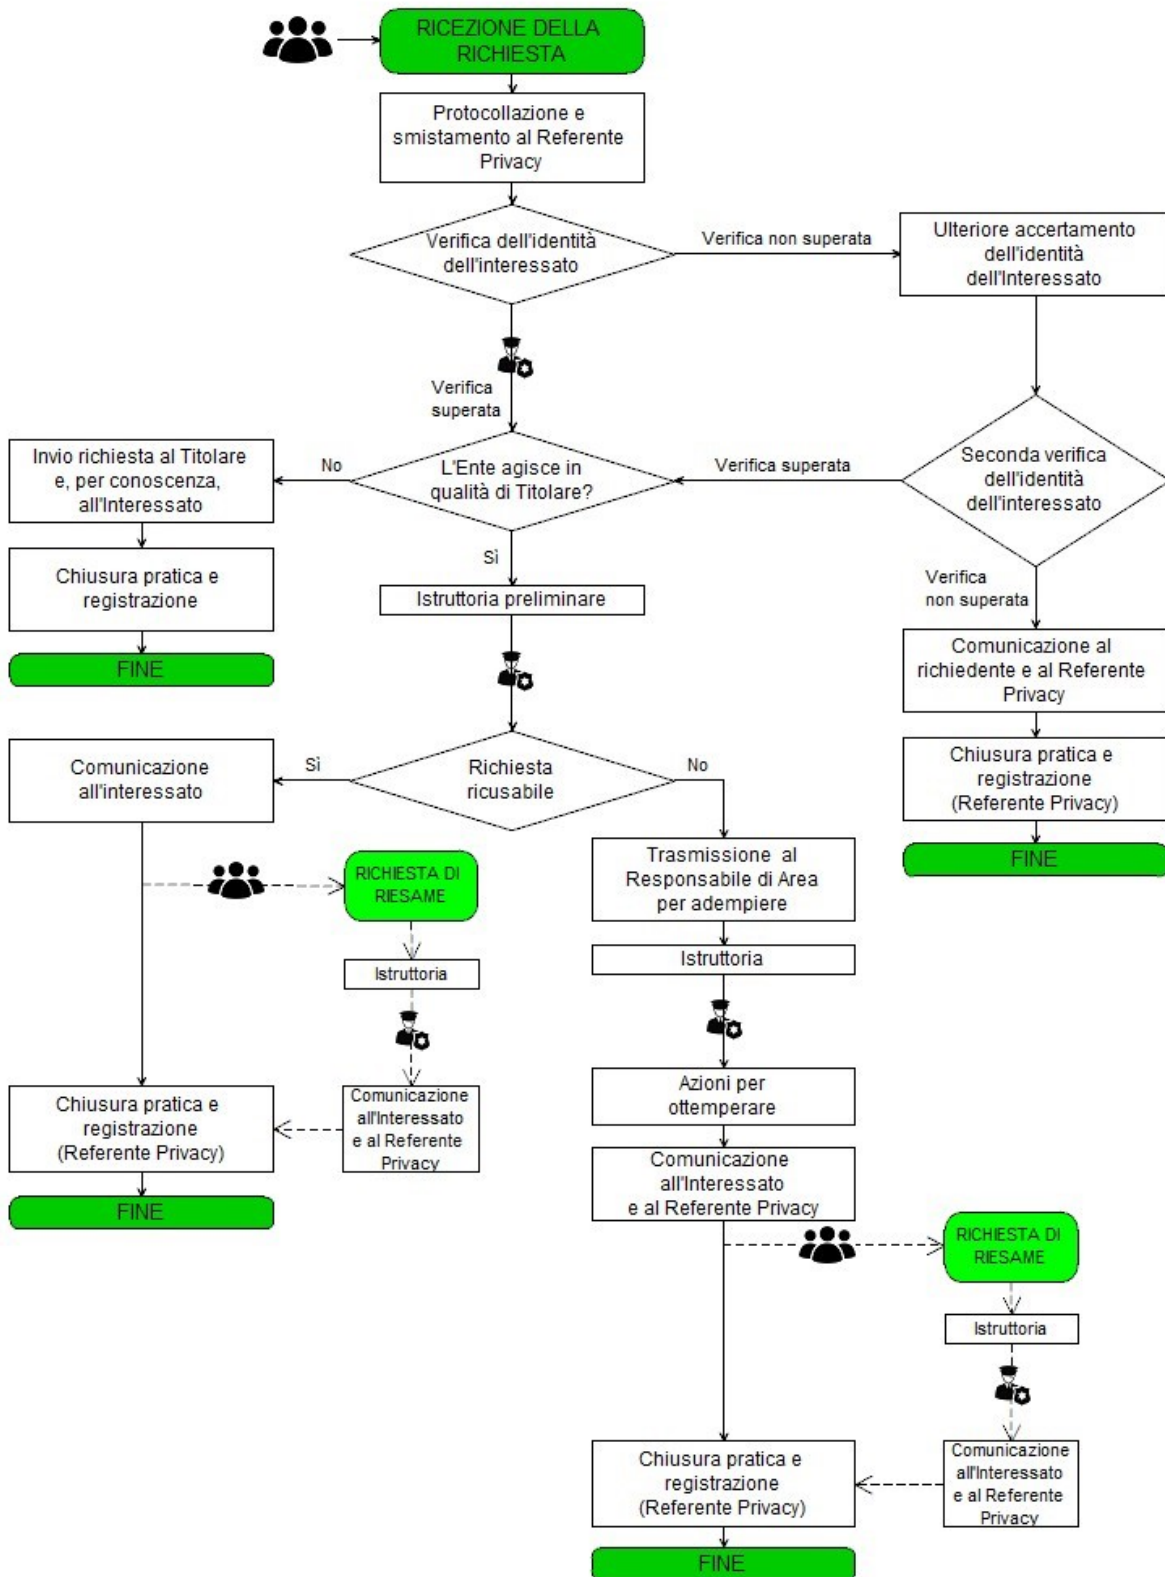 RICEZIONE DELLA
RICHIESTA
Protocollazione e
smistamento al Referente
Privacy
Verifica dell'identità
dell'interessato
Verifica non superata
Ulteriore accertamento
dell'identità
dell'Interessato
Verifica
superata
Invio richiesta al Titolare
e, per conoscenza,
all'Interessato
No
L'Ente agisce in
qualità di Titolare?
Verifica superata
Seconda verifica
dell'identità
dell'interessato
Chiusura pratica e
registrazione
FINE
Sì
Istruttoria preliminare
Verifica
non superata
Comunicazione al
richiedente e al Referente
Privacy
Chiusura pratica e
registrazione
(Referente Privacy)
FINE
Comunicazione
all'interessato
Sì
Richiesta
ricusabile
No
RICHIESTA DI
RIESAME
Istruttoria
Comunicazione
all'Interessato
e al Referente
Privacy
Chiusura pratica e
registrazione
(Referente Privacy)
FINE
Trasmissione al
Responsabile di Area
per adempiere
Istruttoria
Azioni per
ottemperare
Comunicazione
all'Interessato
e al Referente Privacy
RICHIESTA DI
RIESAME
Istruttoria
Comunicazione
all'Interessato
e al Referente
Privacy
Chiusura pratica e
registrazione
(Referente Privacy)
FINE